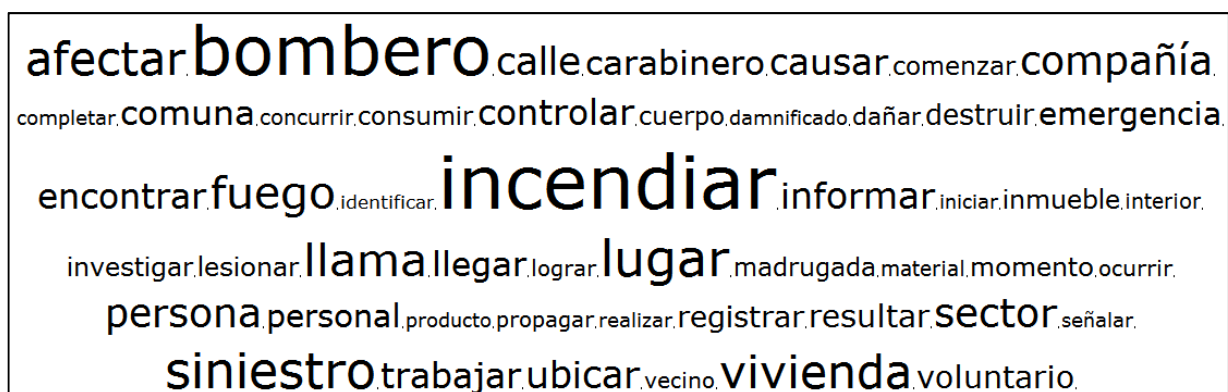 afectar. bombero. calle. carabinero. causar. comenzar. compañía.
completar. comuna. concurrir. consumir. controlar. cuerpo. damnificado. dañar. destruir. emergencia.
encontrar. fuego. identificar. incendiar. informar. iniciar. inmueble. interior.
investigar. lesionar. llama. llegar. lograr. lugar. madrugada. material. momento. ocurrir.
persona. personal. producto. propagar. realizar. registrar. resultar. sector. señalar.
siniestro. trabajar. ubicar. vecino. vivienda. voluntario.